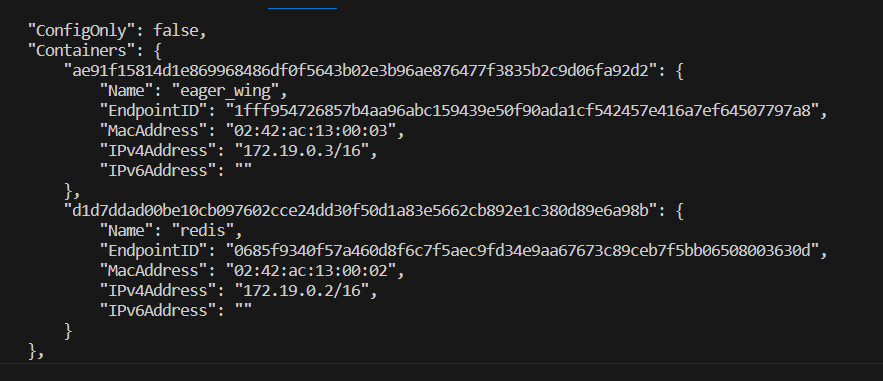 "ConfigOnly": false,
"Containers": {
"ae91f15814d1e869968486df0f5643b02e3b96ae876477f3835b2c9d06fa92d2": {
"Name": "eager_wing",
"EndpointID": "1fff954726857b4aa96abc159439e50f90ada1cf542457e416a7ef64507797a8",
"MacAddress": "02:42:ac:13:00:03",
"IPv4Address": "172.19.0.3/16",
"IPv6Address": ""
},
"d1d7ddad00be10cb097602cce24dd30f50d1a83e5662cb892e1c380d89e6a98b": {
"Name": "redis",
"EndpointID": "0685f9340f57a460d8f6c7f5aec9fd34e9aa67673c89ceb7f5bb06508003630d",
"MacAddress": "02:42:ac:13:00:02",
"IPv4Address": "172.19.0.2/16",
"IPv6Address": ""
}
},